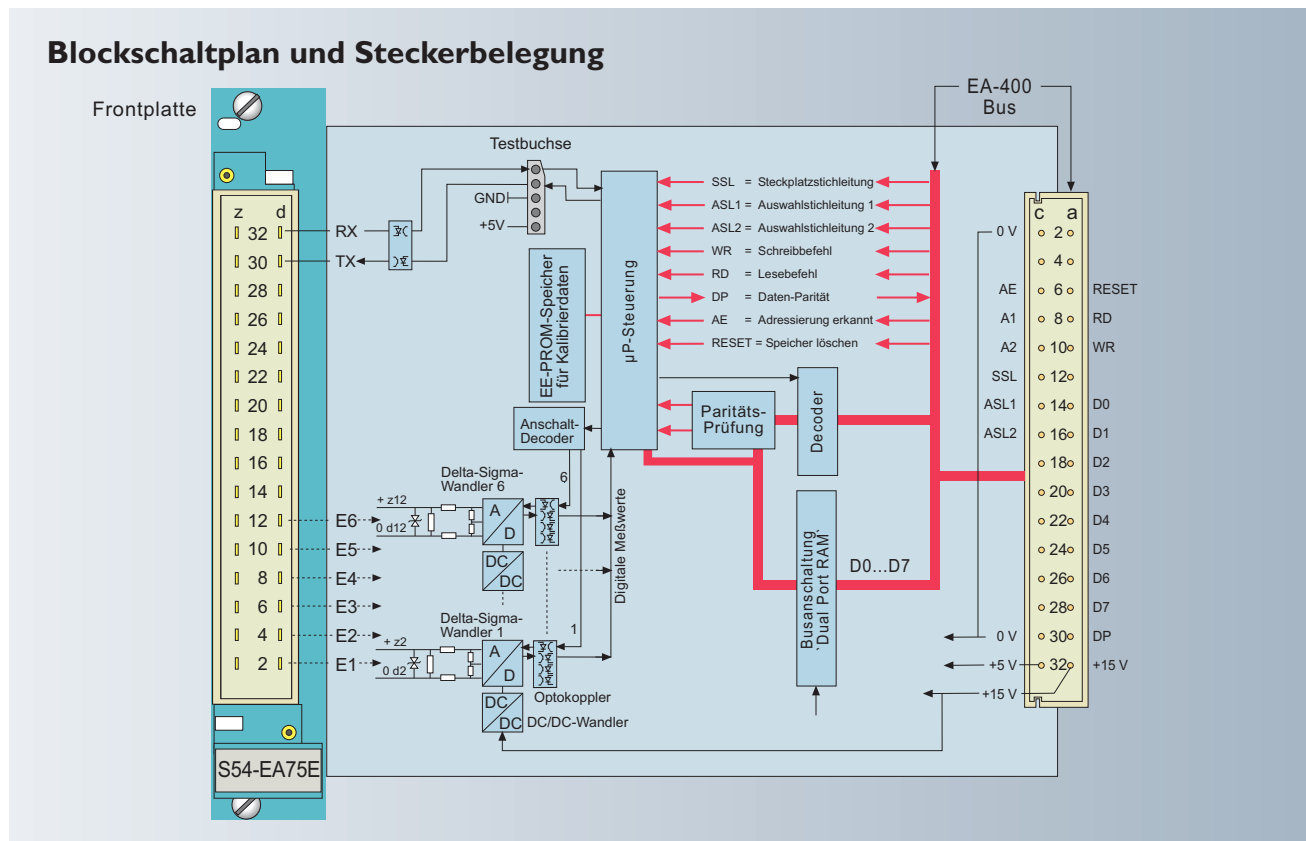 Blockschaltplan und Steckerbelegung
Frontplatte
EA-400
Bus
Testbuchse
GND
+5V
z d
32
30
28
26
24
22
20
18
16
14
12
10
8
6
4
2
RX
TX
E6
E5
E4
E3
E2
E1
S54-EA75E
EE-PROM-Speicher
für Kalibrierdaten
µP-Steuerung
SSL = Steckplatzstichleitung
ASL1 = Auswahlstichleitung 1
ASL2 = Auswahlstichleitung 2
WR = Schreibbefehl
RD = Lesebefehl
DP = Daten-Parität
AE = Adressierung erkannt
RESET = Speicher löschen
Paritäts-
Prüfung
Decoder
Anschalt-
Decoder
6
1
Delta-Sigma-
Wandler 6
+ z12
0 d12
A
D
DC
DC
Digitale Meßwerte
Delta-Sigma-
Wandler 1
+ z2
0 d2
A
D
DC
DC
Optokoppler
DC/DC-Wandler
Busanschaltung
`Dual Port RAM`
D0...D7
c a
0 V 2
4
AE 6 RESET
A1 8 RD
A2 10 WR
SSL 12
ASL1 14 D0
ASL2 16 D1
18 D2
20 D3
22 D4
24 D5
26 D6
28 D7
0 V 30 DP
+5 V 32 +15 V
+15 V